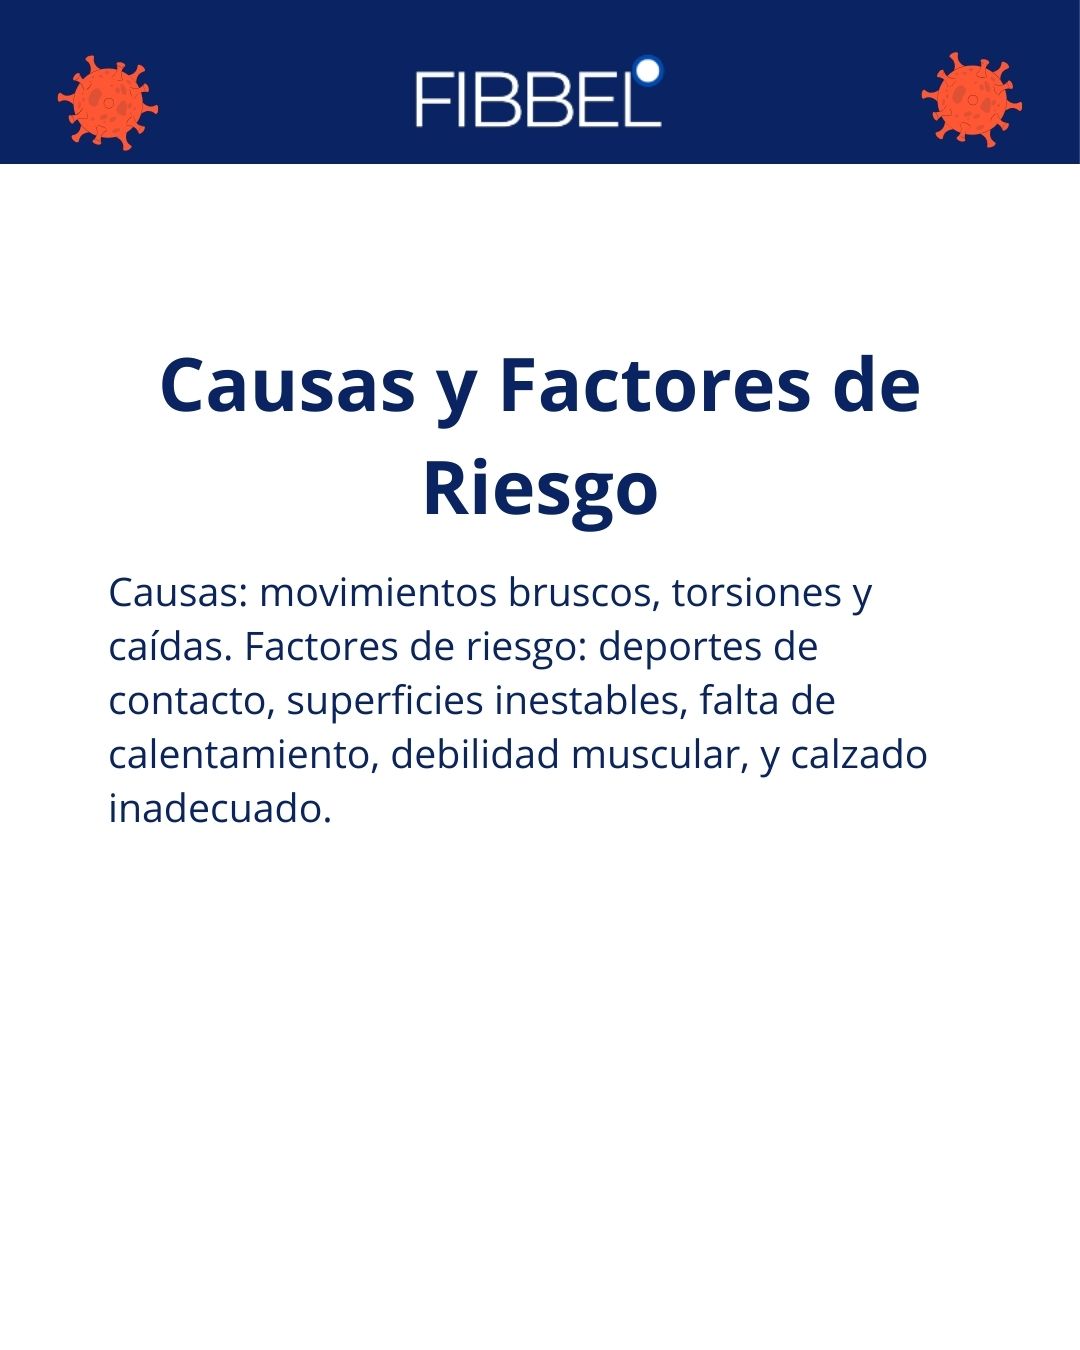 FIBBEL
Causas y Factores de
Riesgo
Causas: movimientos bruscos, torsiones y
caídas. Factores de riesgo: deportes de
contacto, superficies inestables, falta de
calentamiento, debilidad muscular, y calzado
inadecuado.